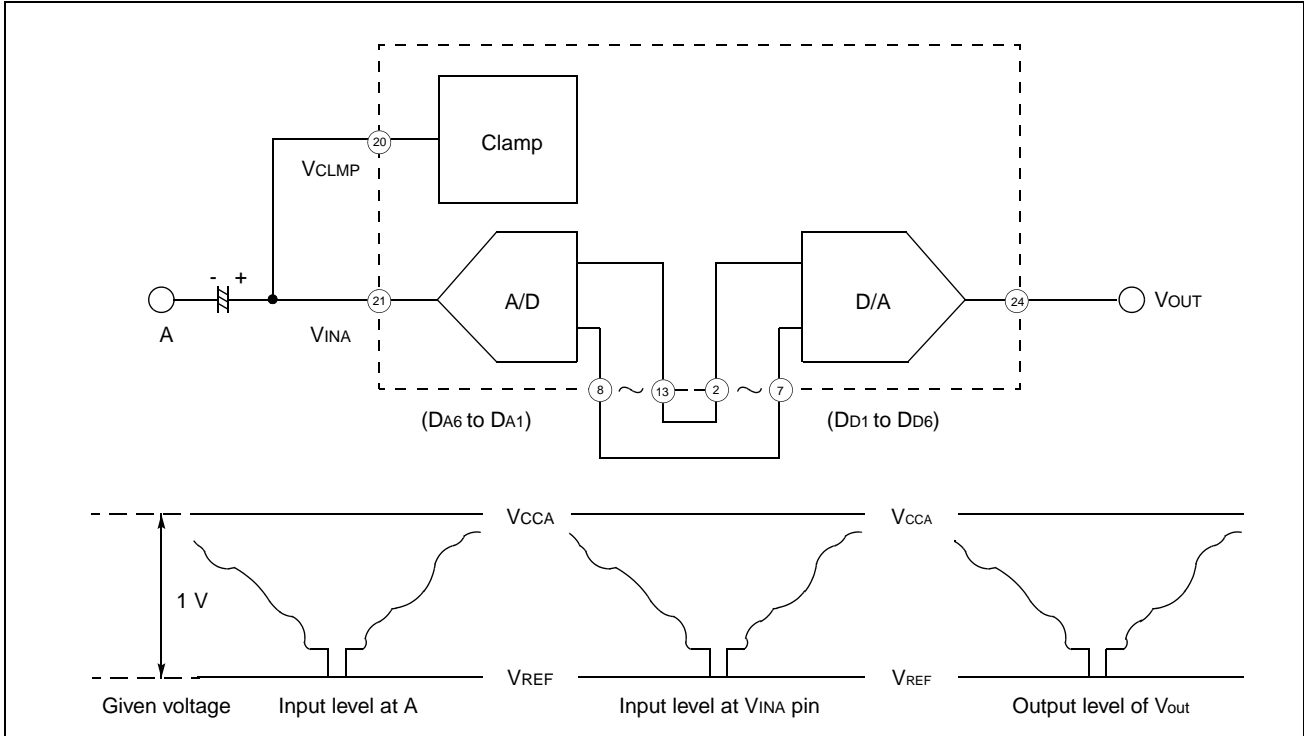 Clamp
20
VCLMP
- +
A/D
D/A
21
24
VOUT
A
VINA
8 ~ 13 2 ~ 7
(DA6 to DA1)
(DD1 to DD6)
VCCA
VCCA
1 V
VREF
VREF
Given voltage
Input level at A
Input level at VINA pin
Output level of Vout